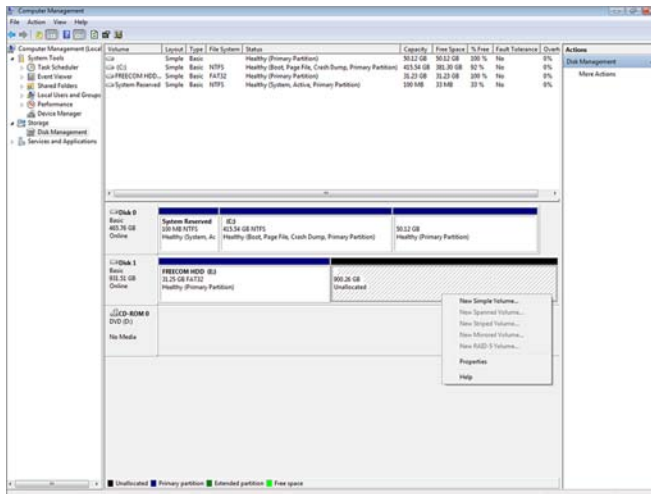 Computer Management
File Action View Help
Computer Management (Local
System Tools
Task Scheduler
Event Viewer
Shared Folders
Local Users and Groups
Performance
Device Manager
Storage
Disk Management
Services and Applications
Volume Layout Type File System Status Capacity Free Space % Free Fault Tolerance Overh
Simple Basic Healthy (Primary Partition) 50.12 GB 50.12 GB 100 % No 0%
(C:) Simple Basic NTFS Healthy (Boot, Page File, Crash Dump, Primary Partition) 415.54 GB 381.30 GB 92 % No 0%
FREECOM HDD... Simple Basic FAT32 Healthy (Primary Partition) 31.23 GB 31.23 GB 100 % No 0%
System Reserved Simple Basic NTFS Healthy (System, Active, Primary Partition) 100 MB 33 MB 33 % No 0%
Actions
Disk Management
More Actions
Disk 0
Basic
465.76 GB
Online
System Reserved
100 MB NTFS
Healthy (System, Ac
(C:)
415.54 GB NTFS
Healthy (Boot, Page File, Crash Dump, Primary Partition)
50.12 GB
Healthy (Primary Partition)
Disk 1
Basic
931.51 GB
Online
FREECOM HDD (E:)
31.25 GB FAT32
Healthy (Primary Partition)
900.26 GB
Unallocated
CD-ROM 0
DVD (D:)
No Media
New Simple Volume...
New Spanned Volume...
New Striped Volume...
New Mirrored Volume...
New RAID-5 Volume...
Properties
Help
Unallocated Primary partition Extended partition Free space